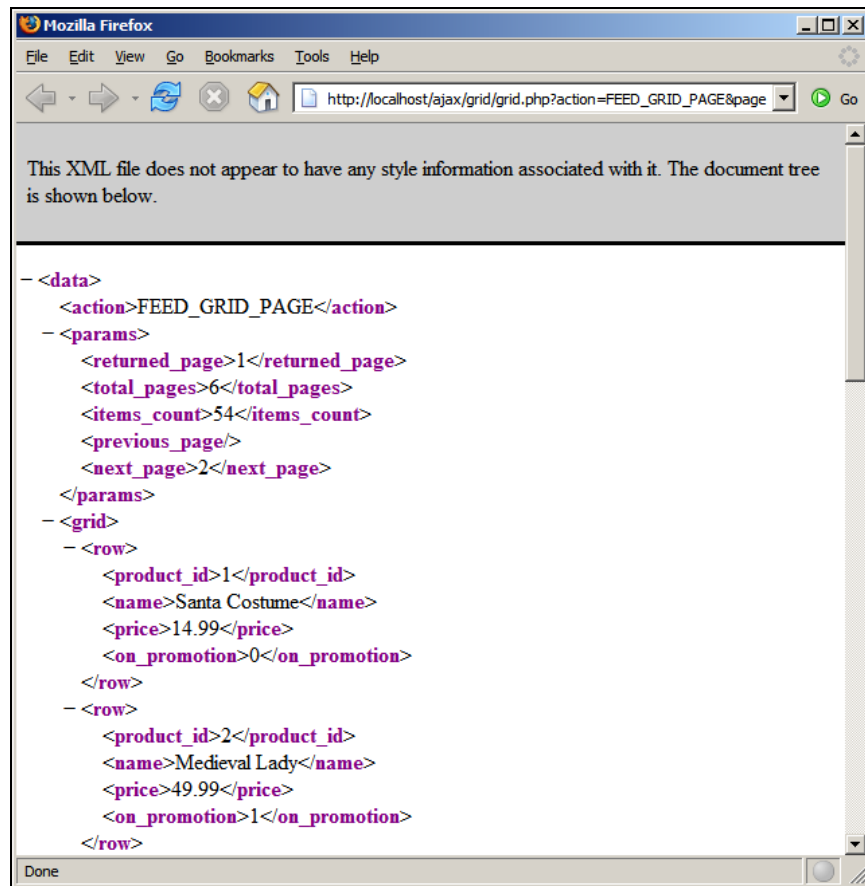 Mozilla Firefox
File Edit View Go Bookmarks Tools Help
http://localhost/ajax/grid/grid.php?action=FEED_GRID_PAGE&page Go
This XML file does not appear to have any style information associated with it. The document tree
is shown below.
− <data>
<action>FEED_GRID_PAGE</action>
− <params>
<returned_page>1</returned_page>
<total_pages>6</total_pages>
<items_count>54</items_count>
<previous_page/>
<next_page>2</next_page>
</params>
− <grid>
− <row>
<product_id>1</product_id>
<name>Santa Costume</name>
<price>14.99</price>
<on_promotion>0</on_promotion>
</row>
− <row>
<product_id>2</product_id>
<name>Medieval Lady</name>
<price>49.99</price>
<on_promotion>1</on_promotion>
</row>
Done